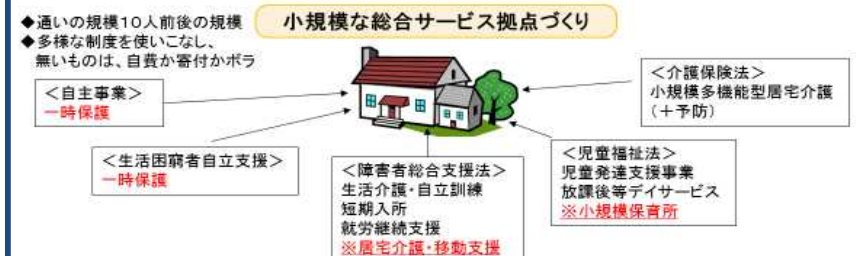 ◆通いの規模10人前後の規模
◆多様な制度を使いこなし、
無いものは、自費か寄付かボラ
小規模な総合サービス拠点づくり
<自主事業>
一時保護
<生活困窮者自立支援>
一時保護
<障害者総合支援法>
生活介護・自立訓練
短期入所
就労継続支援
※居宅介護・移動支援
<児童福祉法>
児童発達支援事業
放課後等デイサービス
※小規模保育所
<介護保険法>
小規模多機能型居宅介護
(+予防)